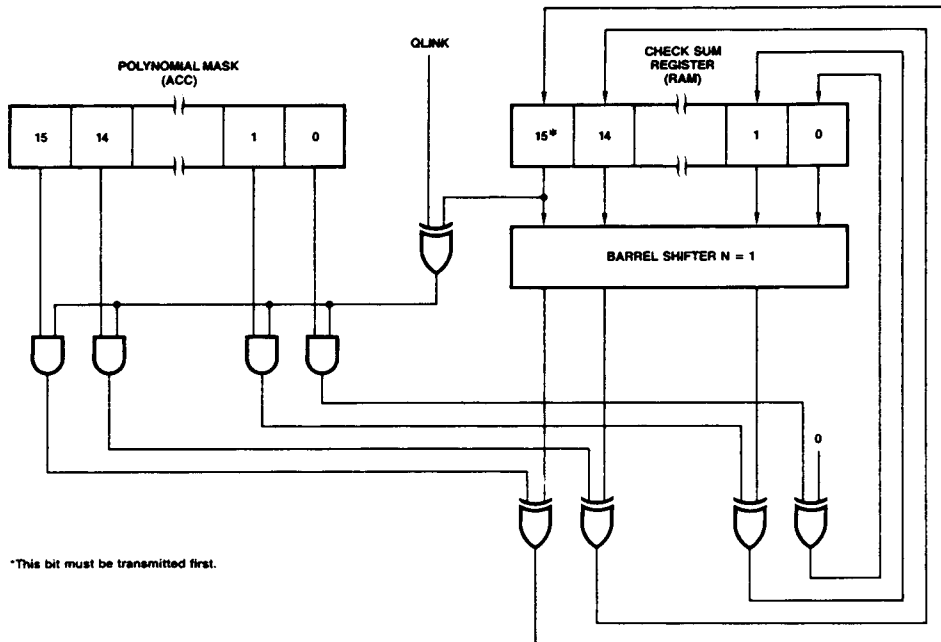 QLINK
POLYNOMIAL MASK
(ACC)
CHECK SUM
REGISTER
(RAM)
15 14 1 0
15* 14 1 0
BARREL SHIFTER N = 1
0
*This bit must be transmitted first.